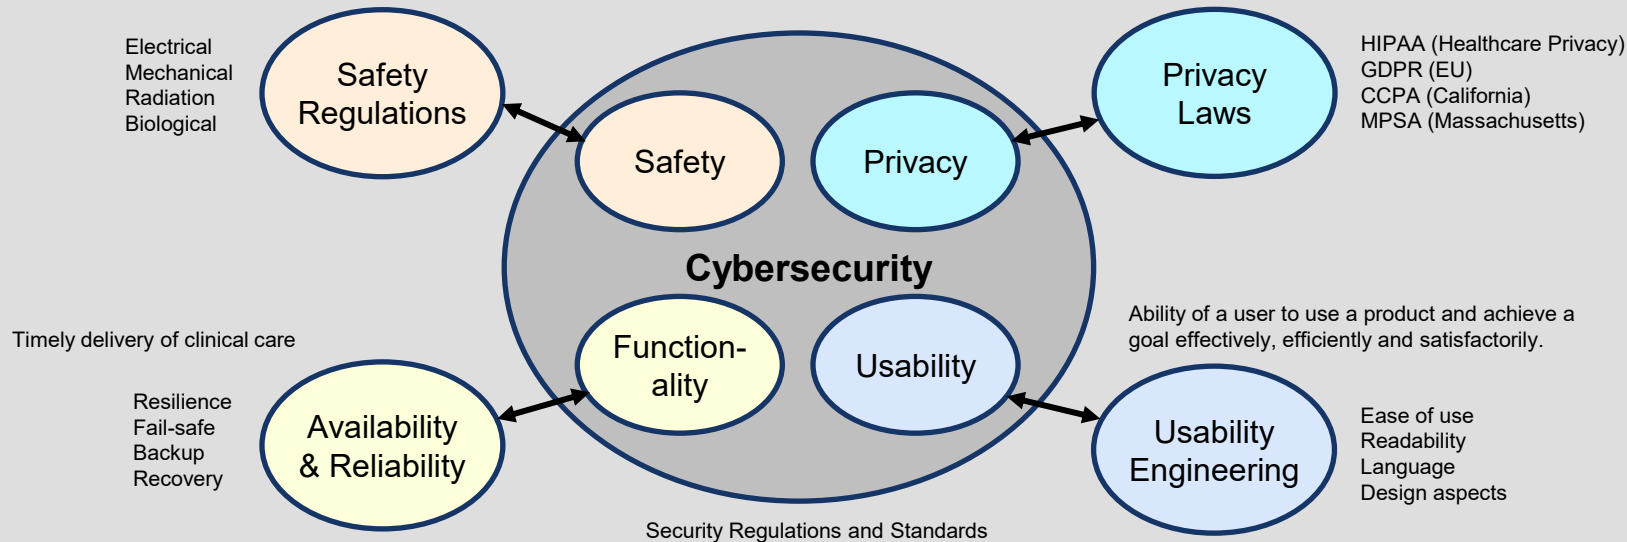 Electrical
Mechanical
Radiation
Biological
Safety
Regulations
Safety
Privacy
Privacy
Laws
HIPAA (Healthcare Privacy)
GDPR (EU)
CCPA (California)
MPSA (Massachusetts)
Cybersecurity
Timely delivery of clinical care
Resilience
Fail-safe
Backup
Recovery
Availability
& Reliability
Function-
ality
Usability
Ability of a user to use a product and achieve a
goal effectively, efficiently and satisfactorily.
Usability
Engineering
Ease of use
Readability
Language
Design aspects
Security Regulations and Standards